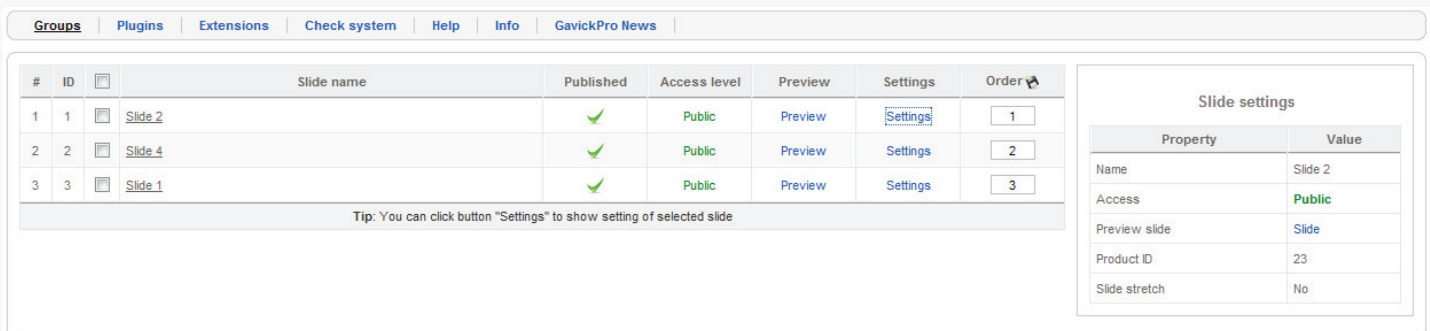 Groups Plugins Extensions Check system Help Info GavickPro News
# ID Slide name Published Access level Preview Settings Order
1 1 Slide 2 Public Preview Settings 1
2 2 Slide 4 Public Preview Settings 2
3 3 Slide 1 Public Preview Settings 3
Tip: You can click button "Settings" to show setting of selected slide
Slide settings
Property Value
Name Slide 2
Access Public
Preview slide Slide
Product ID 23
Slide stretch No